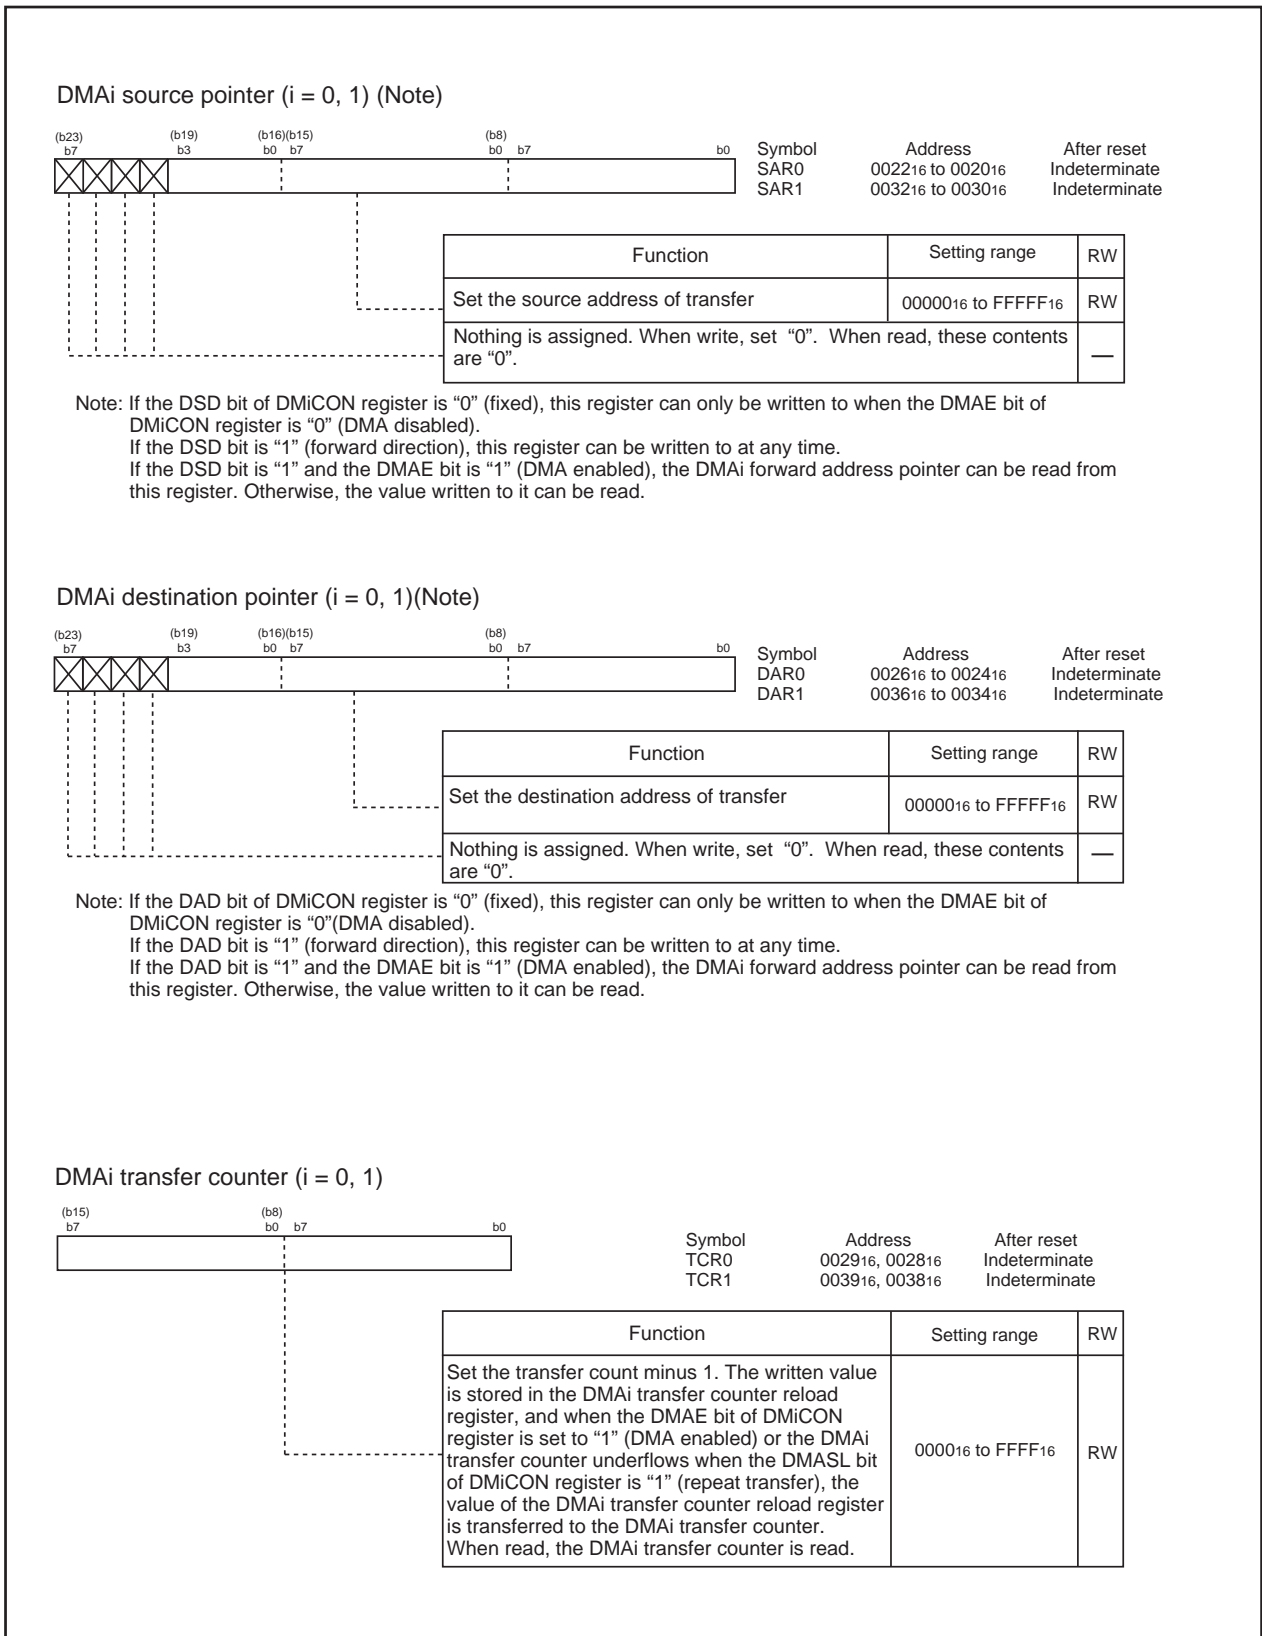 DMAi source pointer (i = 0, 1) (Note)
(b23) (b19) (b16)(b15) (b8)
b7 b3 b0 b7 b0 b7 b0
Symbol Address After reset
SAR0 002216 to 002016 Indeterminate
SAR1 003216 to 003016 Indeterminate
Function Setting range RW
Set the source address of transfer 0000016 to FFFFF16 RW
Nothing is assigned. When write, set “0”. When read, these contents
are “0”.
—
Note: If the DSD bit of DMiCON register is “0” (fixed), this register can only be written to when the DMAE bit of
DMiCON register is “0” (DMA disabled).
If the DSD bit is “1” (forward direction), this register can be written to at any time.
If the DSD bit is “1” and the DMAE bit is “1” (DMA enabled), the DMAi forward address pointer can be read from
this register. Otherwise, the value written to it can be read.
DMAi destination pointer (i = 0, 1)(Note)
(b23) (b19) (b16)(b15) (b8)
b7 b3 b0 b7 b0 b7 b0
Symbol Address After reset
DAR0 002616 to 002416 Indeterminate
DAR1 003616 to 003416 Indeterminate
Function Setting range RW
Set the destination address of transfer 0000016 to FFFFF16 RW
Nothing is assigned. When write, set “0”. When read, these contents
are “0”.
—
Note: If the DAD bit of DMiCON register is “0” (fixed), this register can only be written to when the DMAE bit of
DMiCON register is “0”(DMA disabled).
If the DAD bit is “1” (forward direction), this register can be written to at any time.
If the DAD bit is “1” and the DMAE bit is “1” (DMA enabled), the DMAi forward address pointer can be read from
this register. Otherwise, the value written to it can be read.
DMAi transfer counter (i = 0, 1)
(b15) (b8)
b7 b0 b7 b0
Symbol Address After reset
TCR0 002916, 002816 Indeterminate
TCR1 003916, 003816 Indeterminate
Function Setting range RW
Set the transfer count minus 1. The written value
is stored in the DMAi transfer counter reload
register, and when the DMAE bit of DMiCON
register is set to “1” (DMA enabled) or the DMAi
transfer counter underflows when the DMASL bit
of DMiCON register is “1” (repeat transfer), the
value of the DMAi transfer counter reload register
is transferred to the DMAi transfer counter.
When read, the DMAi transfer counter is read.
000016 to FFFF16 RW